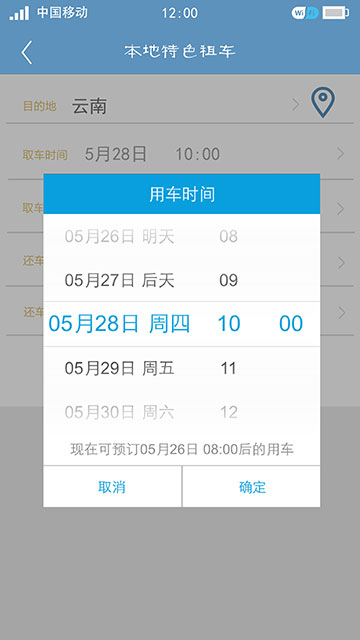 中国移动 12:00 WiFi
本地特色租车
目的地 云南
取车时间 5月28日 10:00
用车时间
取车
05月26日 明天 08
还车
05月27日 后天 09
还车
05月28日 周四 10 00
05月29日 周五 11
05月30日 周六 12
现在可预订05月26日 08:00后的用车
取消 确定